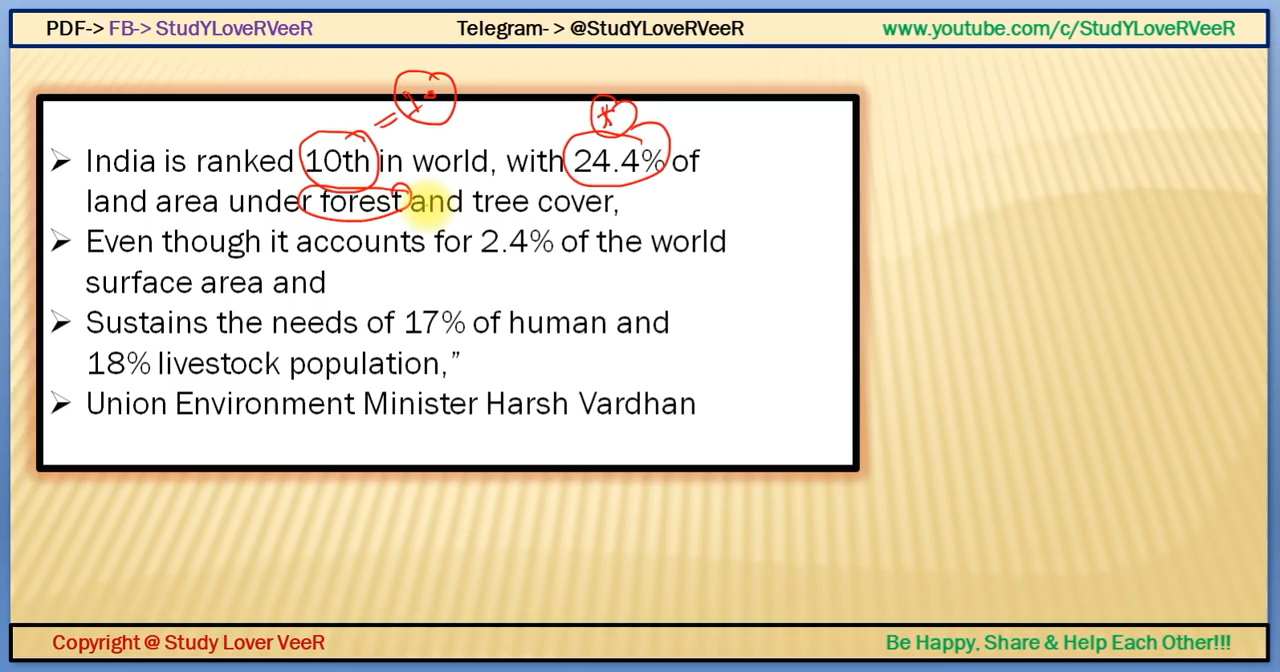 PDF-> FB-> StudYLoveRVeeR Telegram- > @StudYLoveRVeeR www.youtube.com/c/StudYLoveRVeeR
➢ India is ranked 10th in world, with 24.4% of
land area under forest and tree cover,
➢ Even though it accounts for 2.4% of the world
surface area and
➢ Sustains the needs of 17% of human and
18% livestock population,”
➢ Union Environment Minister Harsh Vardhan
Copyright @ Study Lover VeeR Be Happy, Share & Help Each Other!!!